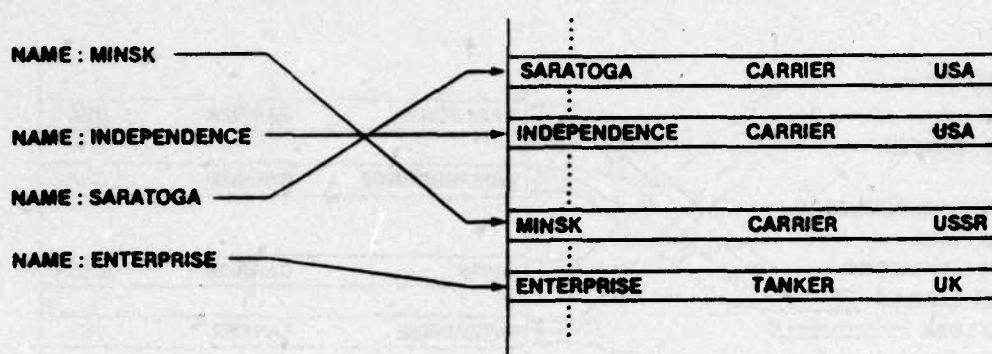 NAME : MINSK
NAME : INDEPENDENCE
NAME : SARATOGA
NAME : ENTERPRISE
SARATOGA CARRIER USA
INDEPENDENCE CARRIER USA
MINSK CARRIER USSR
ENTERPRISE TANKER UK